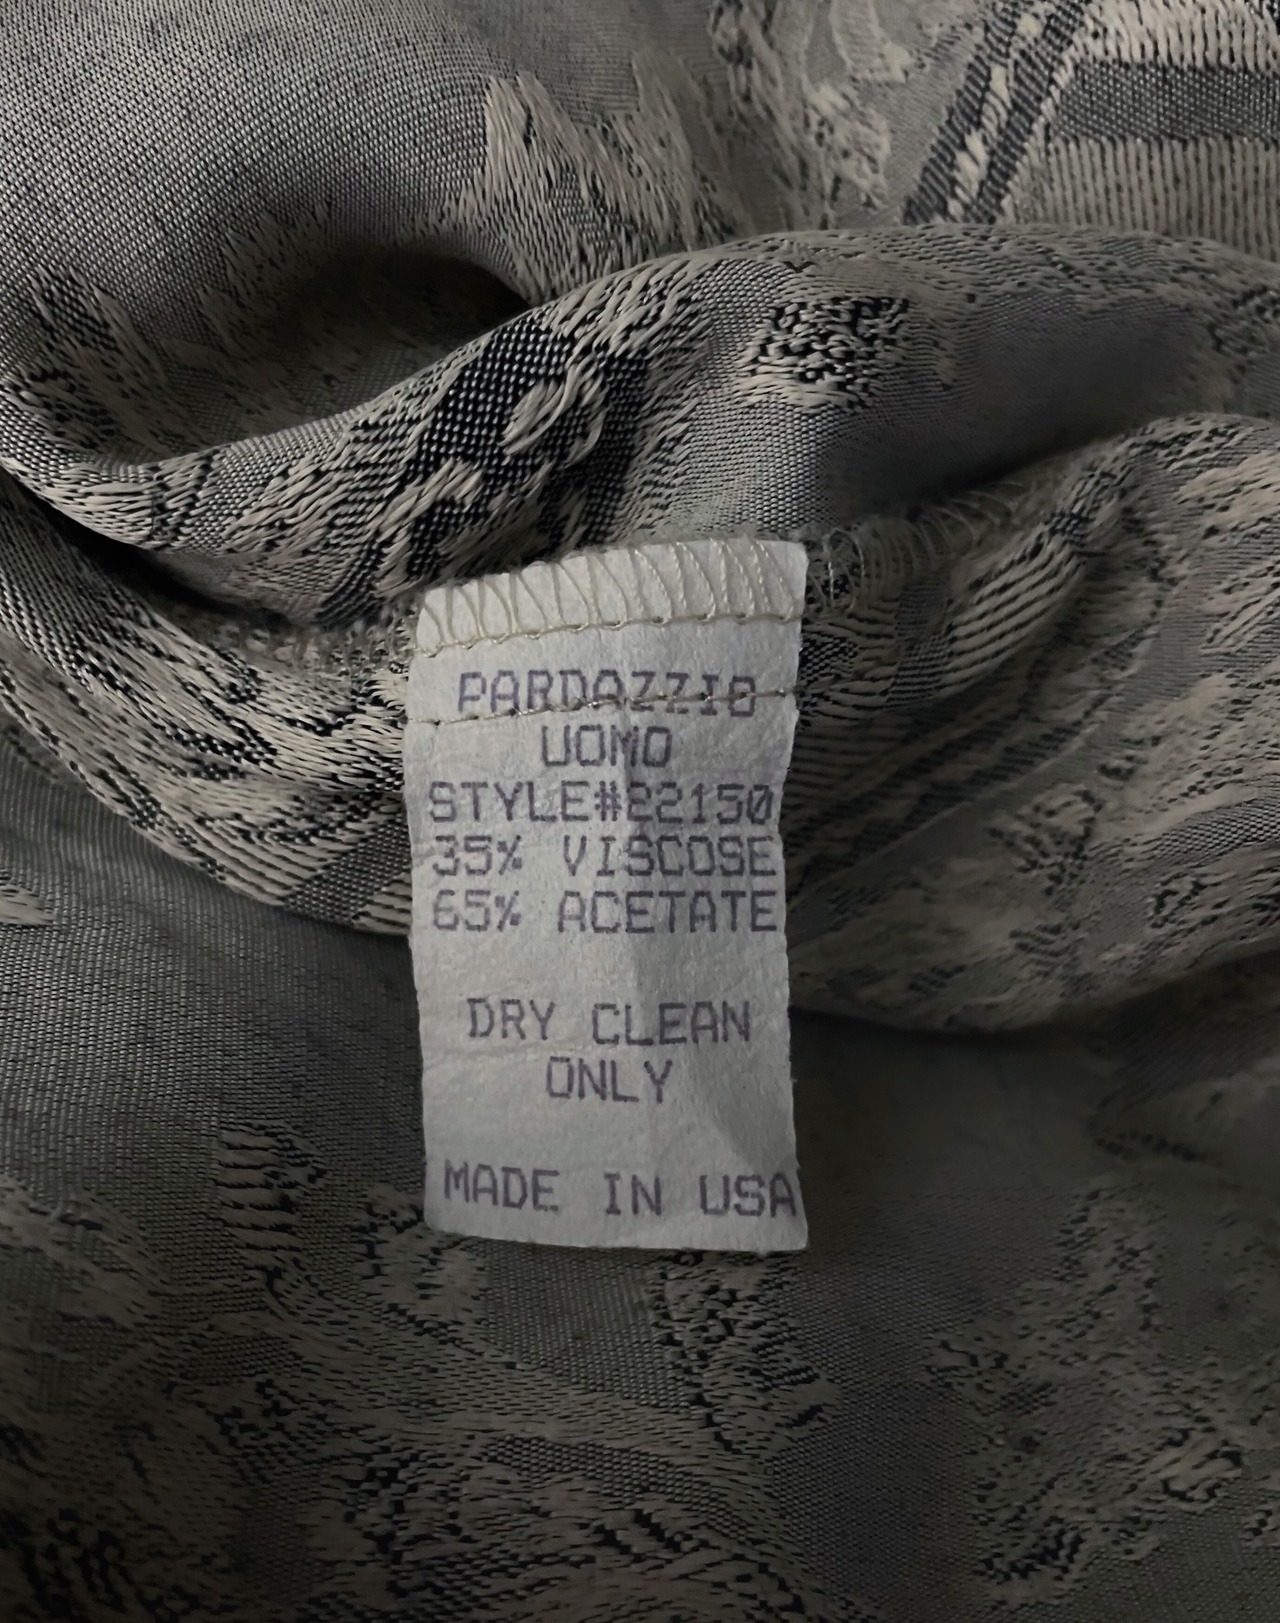 PARDAZZIO
UOMO
STYLE#22150
35% VISCOSE
65% ACETATE
DRY CLEAN
ONLY
MADE IN USA